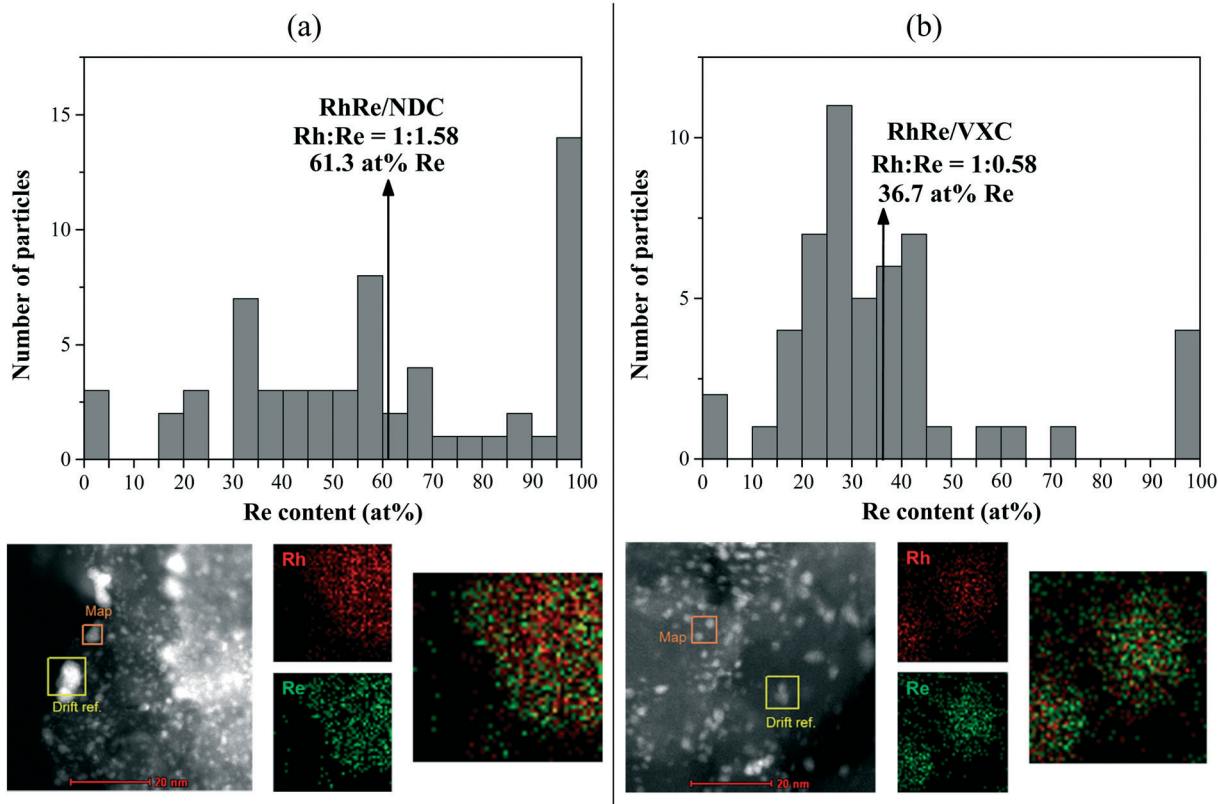 (a)
RhRe/NDC
Rh:Re = 1:1.58
61.3 at% Re
Number of particles
15
10
5
0
0 10 20 30 40 50 60 70 80 90 100
Re content (at%)
Map
Drift ref.
20 nm
Rh
Re
(b)
RhRe/VXC
Rh:Re = 1:0.58
36.7 at% Re
Number of particles
10
5
0
0 10 20 30 40 50 60 70 80 90 100
Re content (at%)
Map
Drift ref.
20 nm
Rh
Re